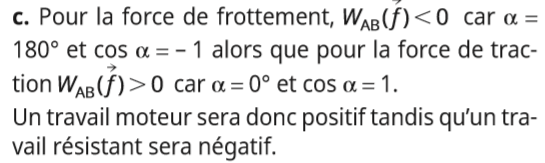 c. Pour la force de frottement, W_AB(f⃗) < 0 car α =
180° et cos α = – 1 alors que pour la force de trac-
tion W_AB(f⃗) > 0 car α = 0° et cos α = 1.
Un travail moteur sera donc positif tandis qu'un tra-
vail résistant sera négatif.